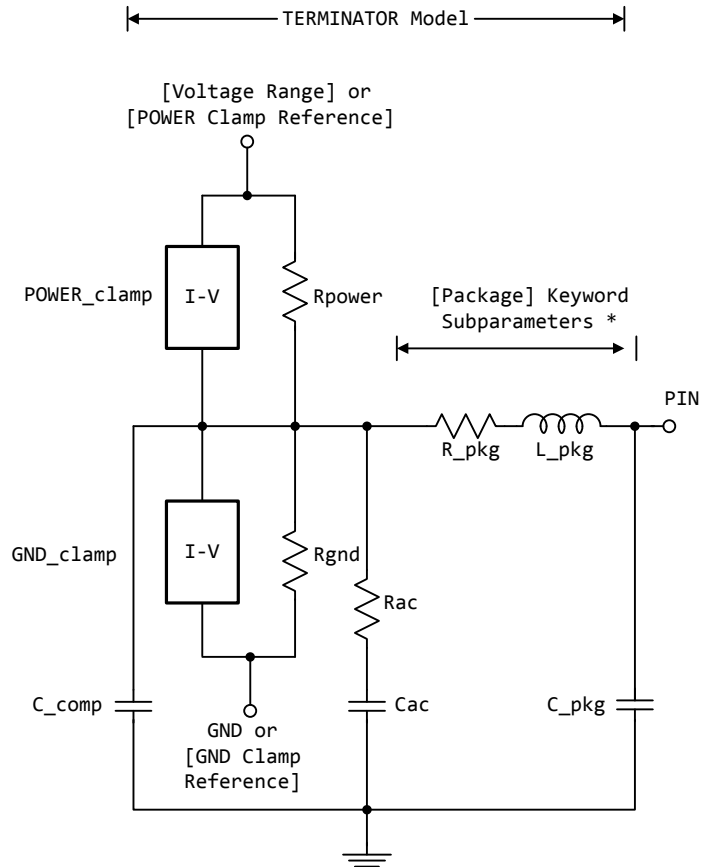 TERMINATOR Model
[Voltage Range] or
[POWER Clamp Reference]
POWER_clamp
I-V
Rpower
[Package] Keyword
Subparameters *
PIN
R_pkg
L_pkg
GND_clamp
I-V
Rgnd
Rac
C_comp
Cac
C_pkg
GND or
[GND Clamp
Reference]